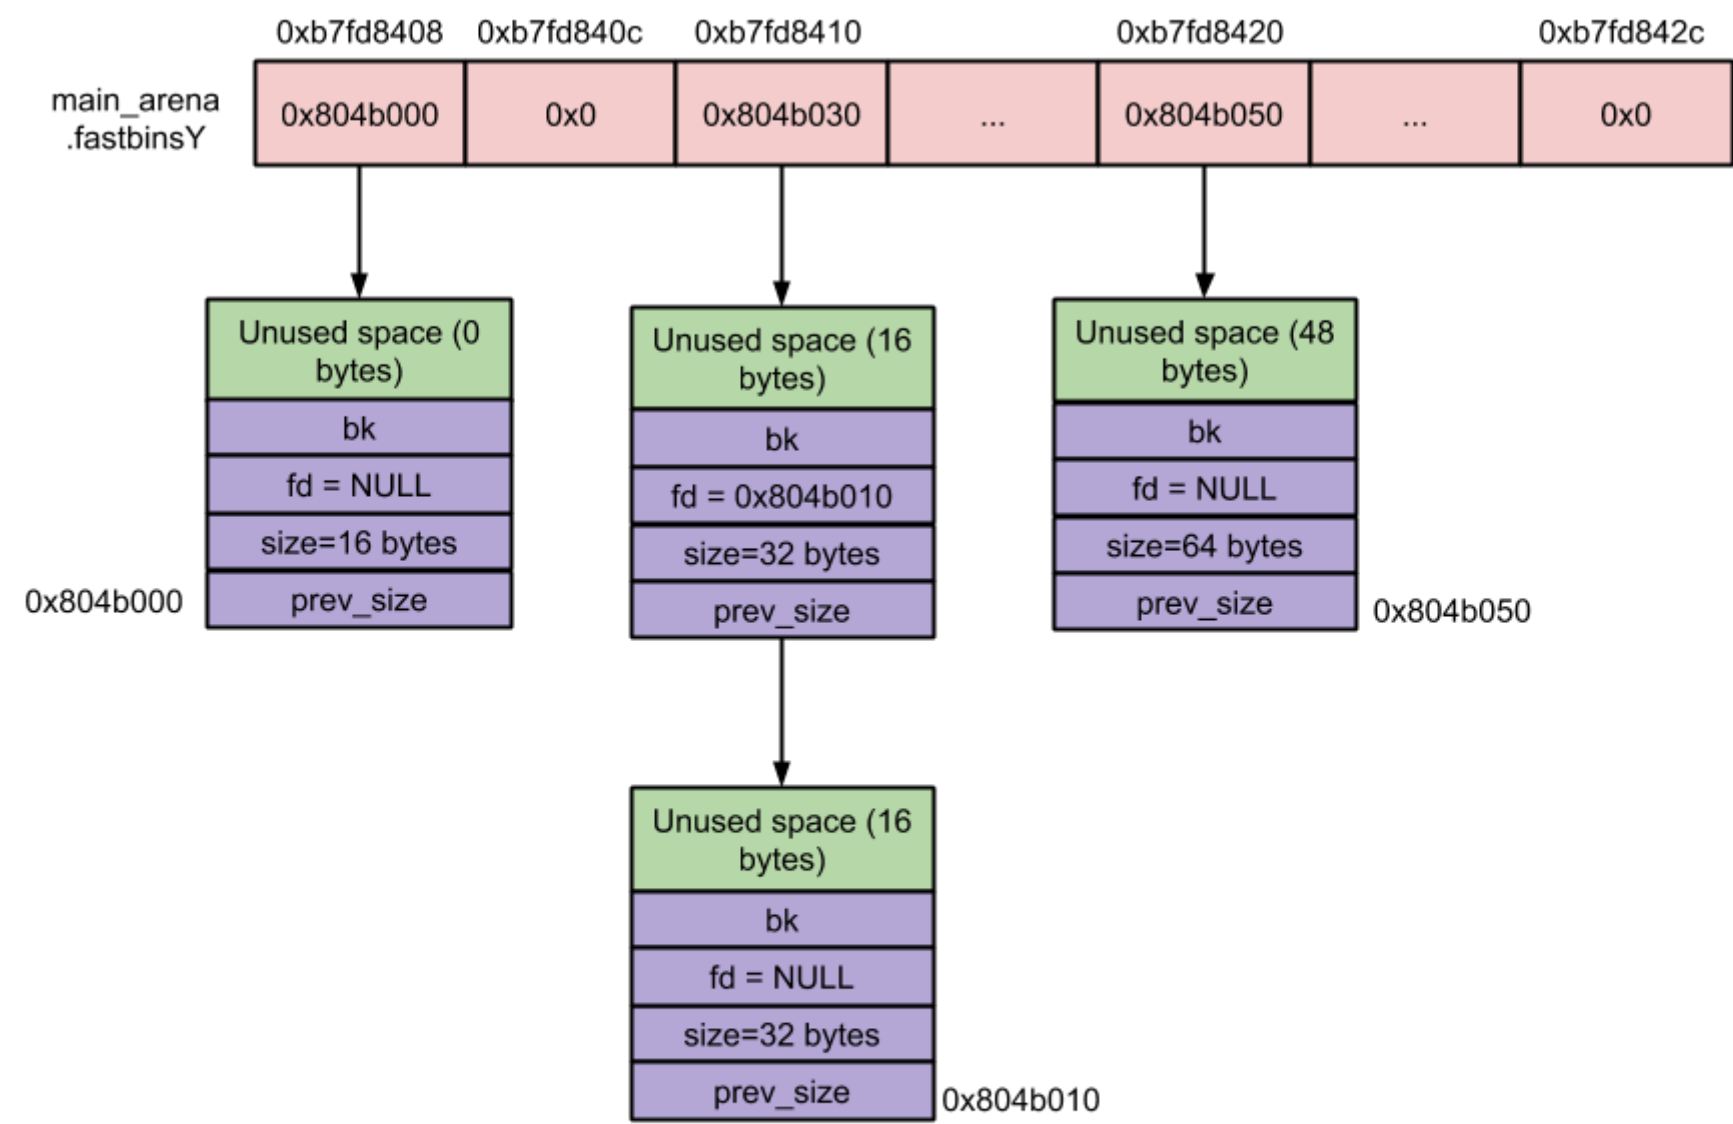 0xb7fd8408 0xb7fd840c 0xb7fd8410 0xb7fd8420 0xb7fd842c
main_arena
.fastbinsY
0x804b000 0x0 0x804b030 ... 0x804b050 ... 0x0
Unused space (0
bytes)
bk
fd = NULL
size=16 bytes
prev_size
0x804b000
Unused space (16
bytes)
bk
fd = 0x804b010
size=32 bytes
prev_size
Unused space (48
bytes)
bk
fd = NULL
size=64 bytes
prev_size
0x804b050
Unused space (16
bytes)
bk
fd = NULL
size=32 bytes
prev_size
0x804b010